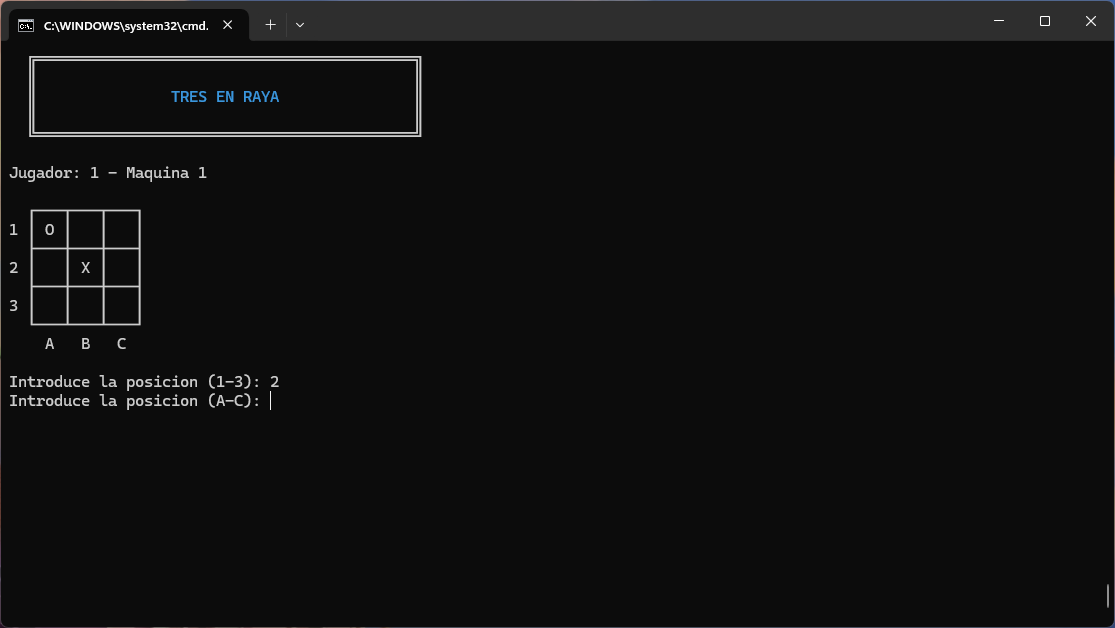 C:\WINDOWS\system32\cmd.
TRES EN RAYA
Jugador: 1 - Maquina 1
1 O
2 X
3
A B C
Introduce la posicion (1-3): 2
Introduce la posicion (A-C):